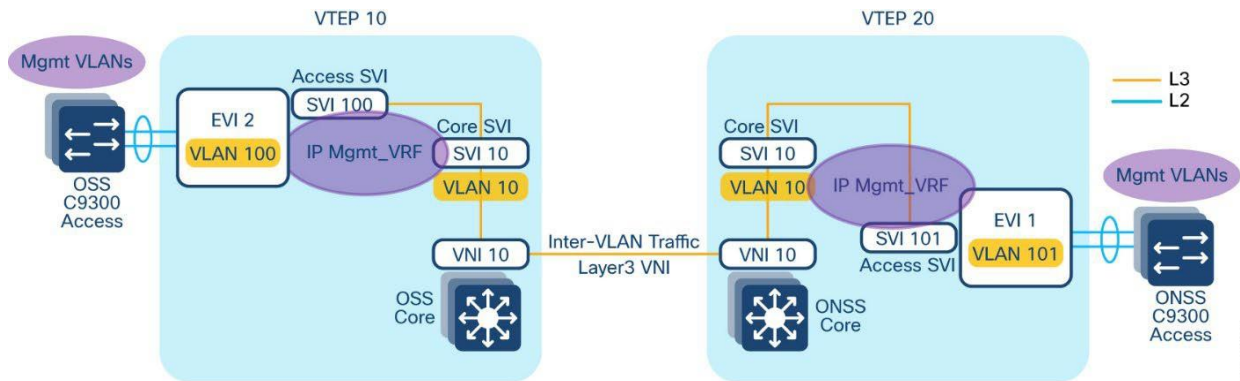 VTEP 10
VTEP 20
Mgmt VLANs
Access SVI
SVI 100
EVI 2
VLAN 100
IP Mgmt_VRF
Core SVI
SVI 10
VLAN 10
VNI 10
OSS
C9300
Access
OSS
Core
Inter-VLAN Traffic
Layer3 VNI
Core SVI
SVI 10
VLAN 10
IP Mgmt_VRF
SVI 101
Access SVI
EVI 1
VLAN 101
VNI 10
ONSS
Core
L3
L2
Mgmt VLANs
ONSS
C9300
Access